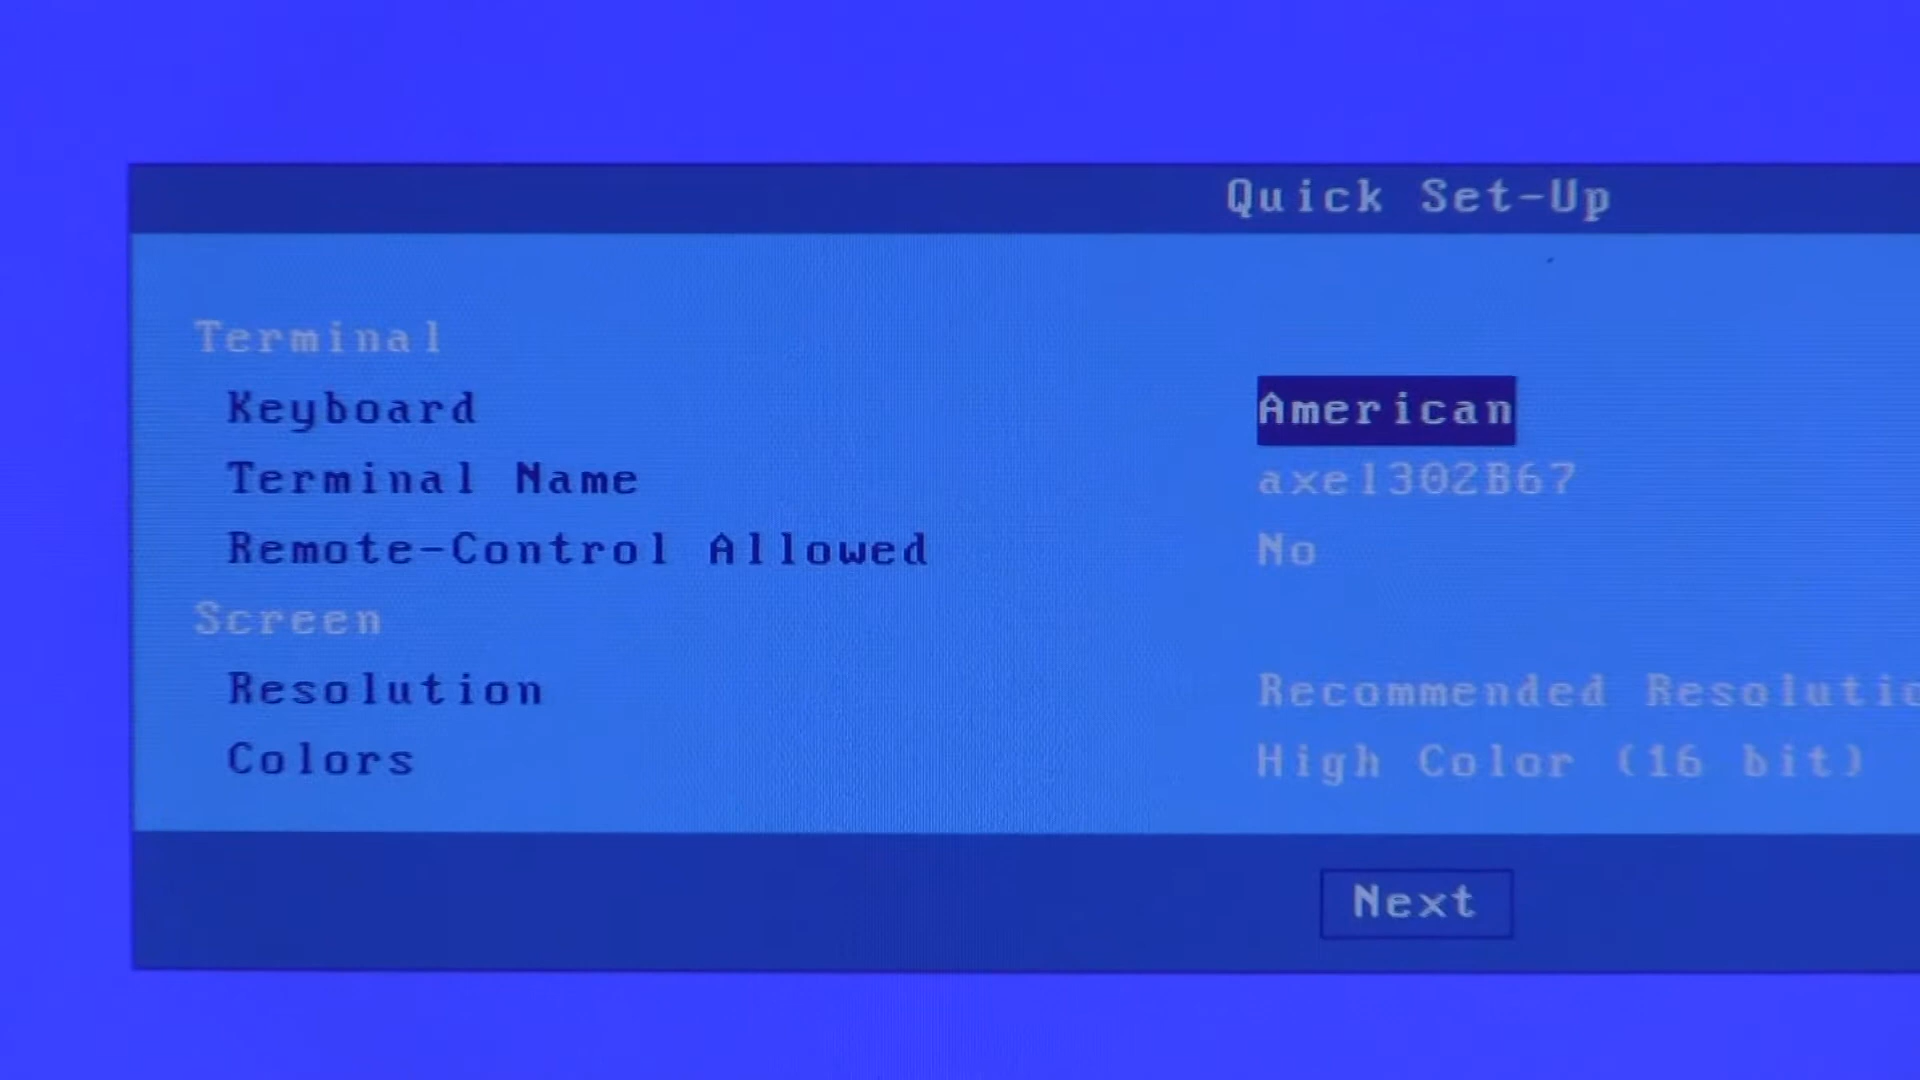 Quick Set-Up
Terminal
Keyboard American
Terminal Name axel302B67
Remote-Control Allowed No
Screen
Resolution Recommended
Colors High Color (16 bit)
Next